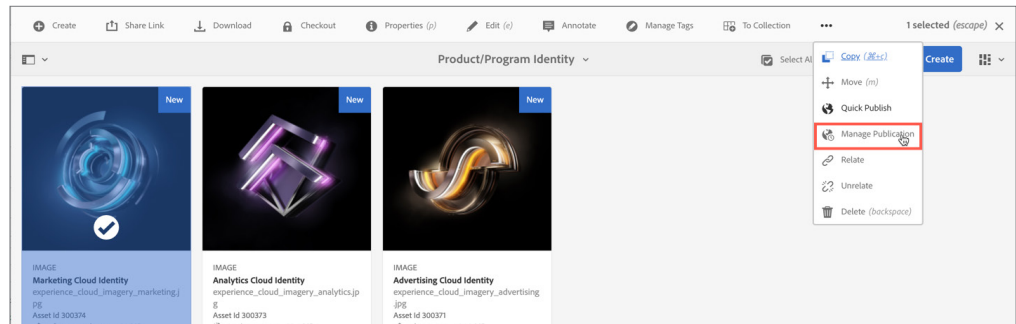 Create Share Link Download Checkout Properties (p) Edit (e) Annotate Manage Tags To Collection ••• 1 selected (escape)
Product/Program Identity Select Al Create
Copy (⌘+c)
Move (m)
Quick Publish
Manage Publication
Relate
Unrelate
Delete (backspace)
New
New
New
IMAGE
Marketing Cloud Identity
experience_cloud_imagery_marketing.j
pg
Asset Id 300374
IMAGE
Analytics Cloud Identity
experience_cloud_imagery_analytics.jp
g
Asset Id 300373
IMAGE
Advertising Cloud Identity
experience_cloud_imagery_advertising
.jpg
Asset Id 300371